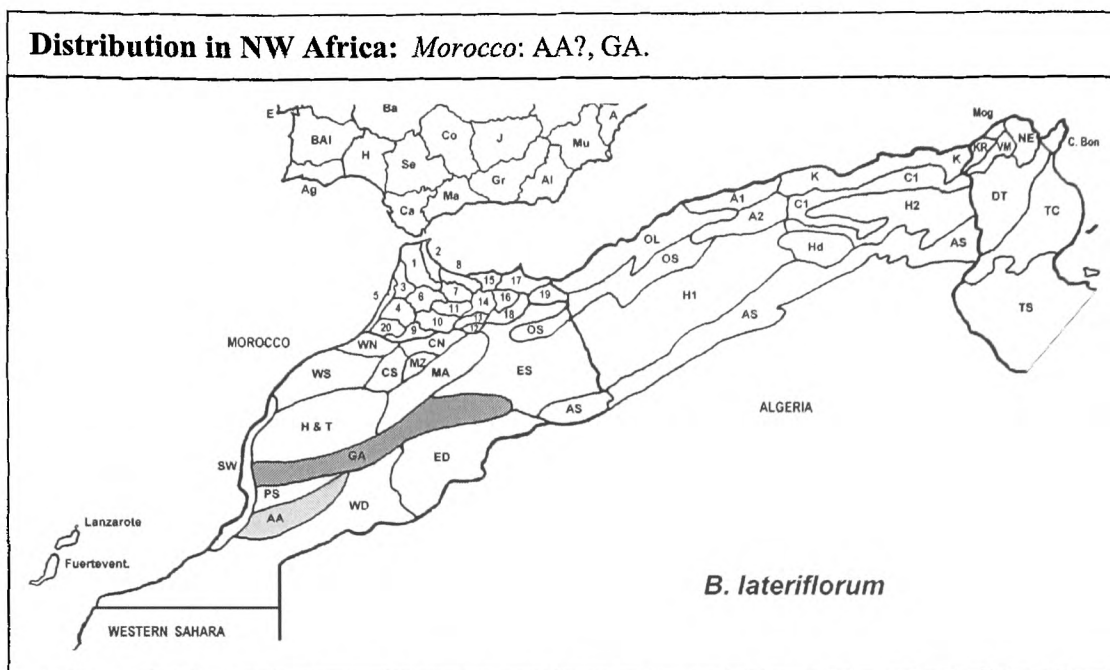 Distribution in NW Africa: Morocco: AA?, GA.
E Ba A
BAI H Se Co J Mu
Ag Ca Ma Gr Al
Mog NE C. Bon
KR VM
K K C1
A1 A2 C1 H2 DT TC
OL OS Hd AS
1 2 8 15 17
3 7 16 19
5 6 14
4 11 18
20 9 10 13 12 OS
H1 AS TS
MOROCCO WN CN
WS CS MZ MA ES
AS ALGERIA
H & T
SW GA ED
PS
AA WD
Lanzarote
Fuertevent.
B. lateriflorum
WESTERN SAHARA